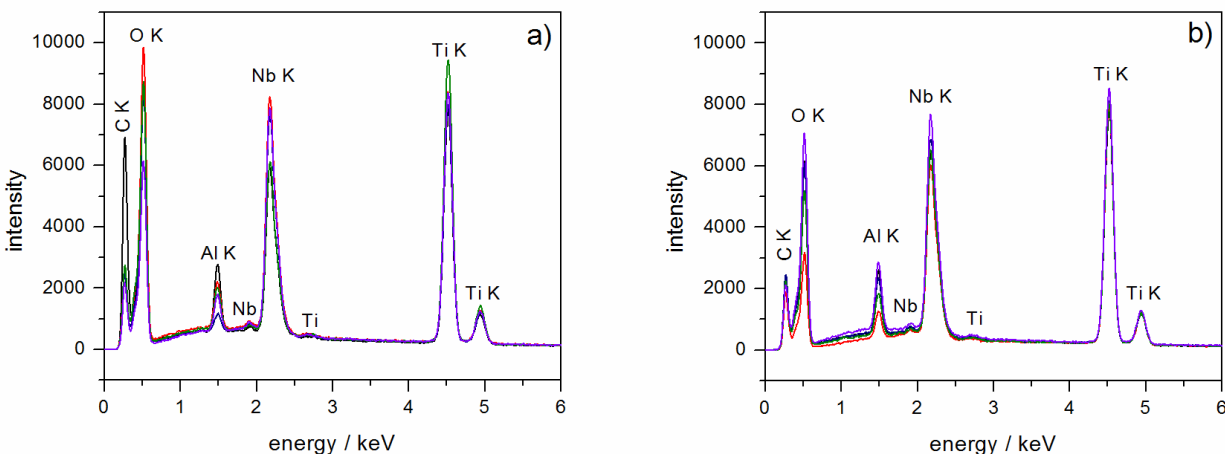 a)
O K
C K
Nb K
Ti K
Al K
Nb
Ti
Ti K
10000
8000
6000
4000
2000
0
intensity
0 1 2 3 4 5 6
energy / keV
b)
O K
C K
Nb K
Ti K
Al K
Nb
Ti
Ti K
10000
8000
6000
4000
2000
0
intensity
0 1 2 3 4 5 6
energy / keV